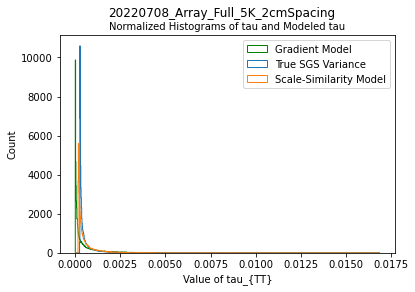 20220708_Array_Full_5K_2cmSpacing
Normalized Histograms of tau and Modeled tau
Gradient Model
True SGS Variance
Scale-Similarity Model
Count
10000
8000
6000
4000
2000
0
0.0000 0.0025 0.0050 0.0075 0.0100 0.0125 0.0150 0.0175
Value of tau_{TT}